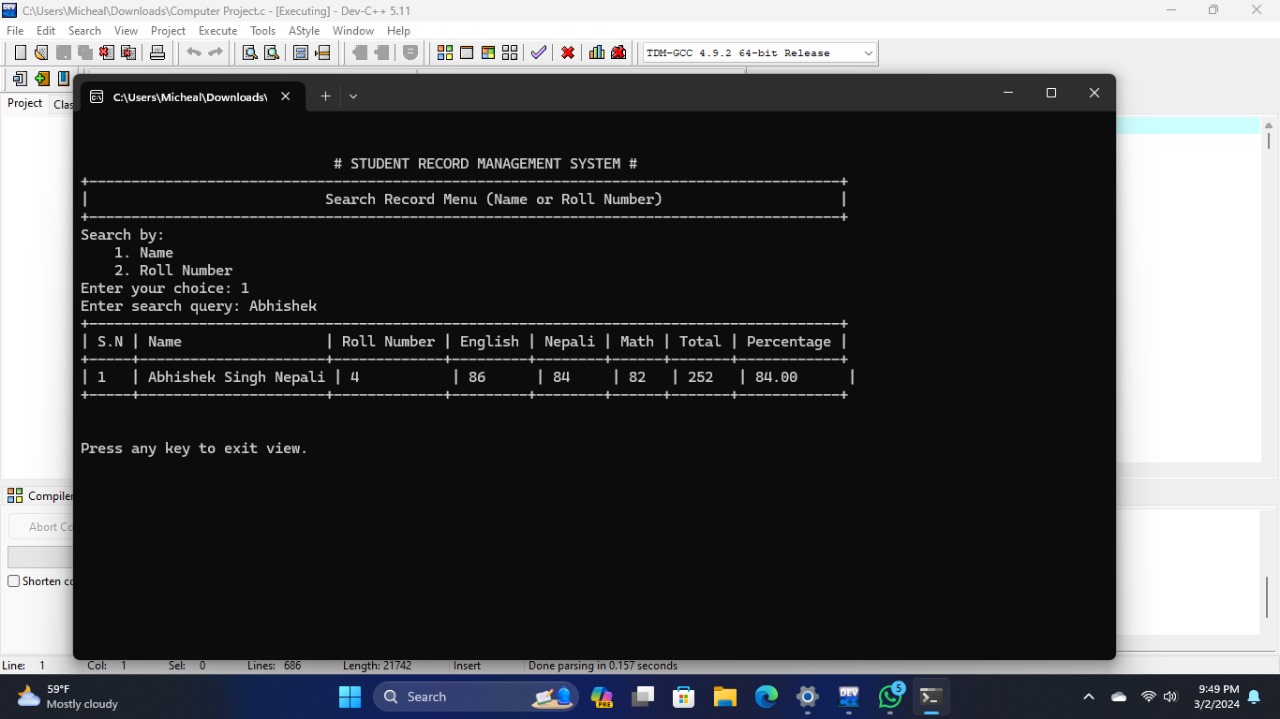 C:\Users\Micheal\Downloads\Computer Project.c - [Executing] - Dev-C++ 5.11
File Edit Search View Project Execute Tools AStyle Window Help
TDM-GCC 4.9.2 64-bit Release
Project Clas
C:\Users\Micheal\Downloads\
# STUDENT RECORD MANAGEMENT SYSTEM #
Search Record Menu (Name or Roll Number)
Search by:
1. Name
2. Roll Number
Enter your choice: 1
Enter search query: Abhishek
| S.N | Name | Roll Number | English | Nepali | Math | Total | Percentage |
| 1 | Abhishek Singh Nepali | 4 | 86 | 84 | 82 | 252 | 84.00 |
Press any key to exit view.
Compiler
Abort Co
Shorten co
Line: 1 Col: 1 Sel: 0 Lines: 686 Length: 21742 Insert Done parsing in 0.157 seconds
59°F
Mostly cloudy
Search
PRE
DEV
5
9:49 PM
3/2/2024